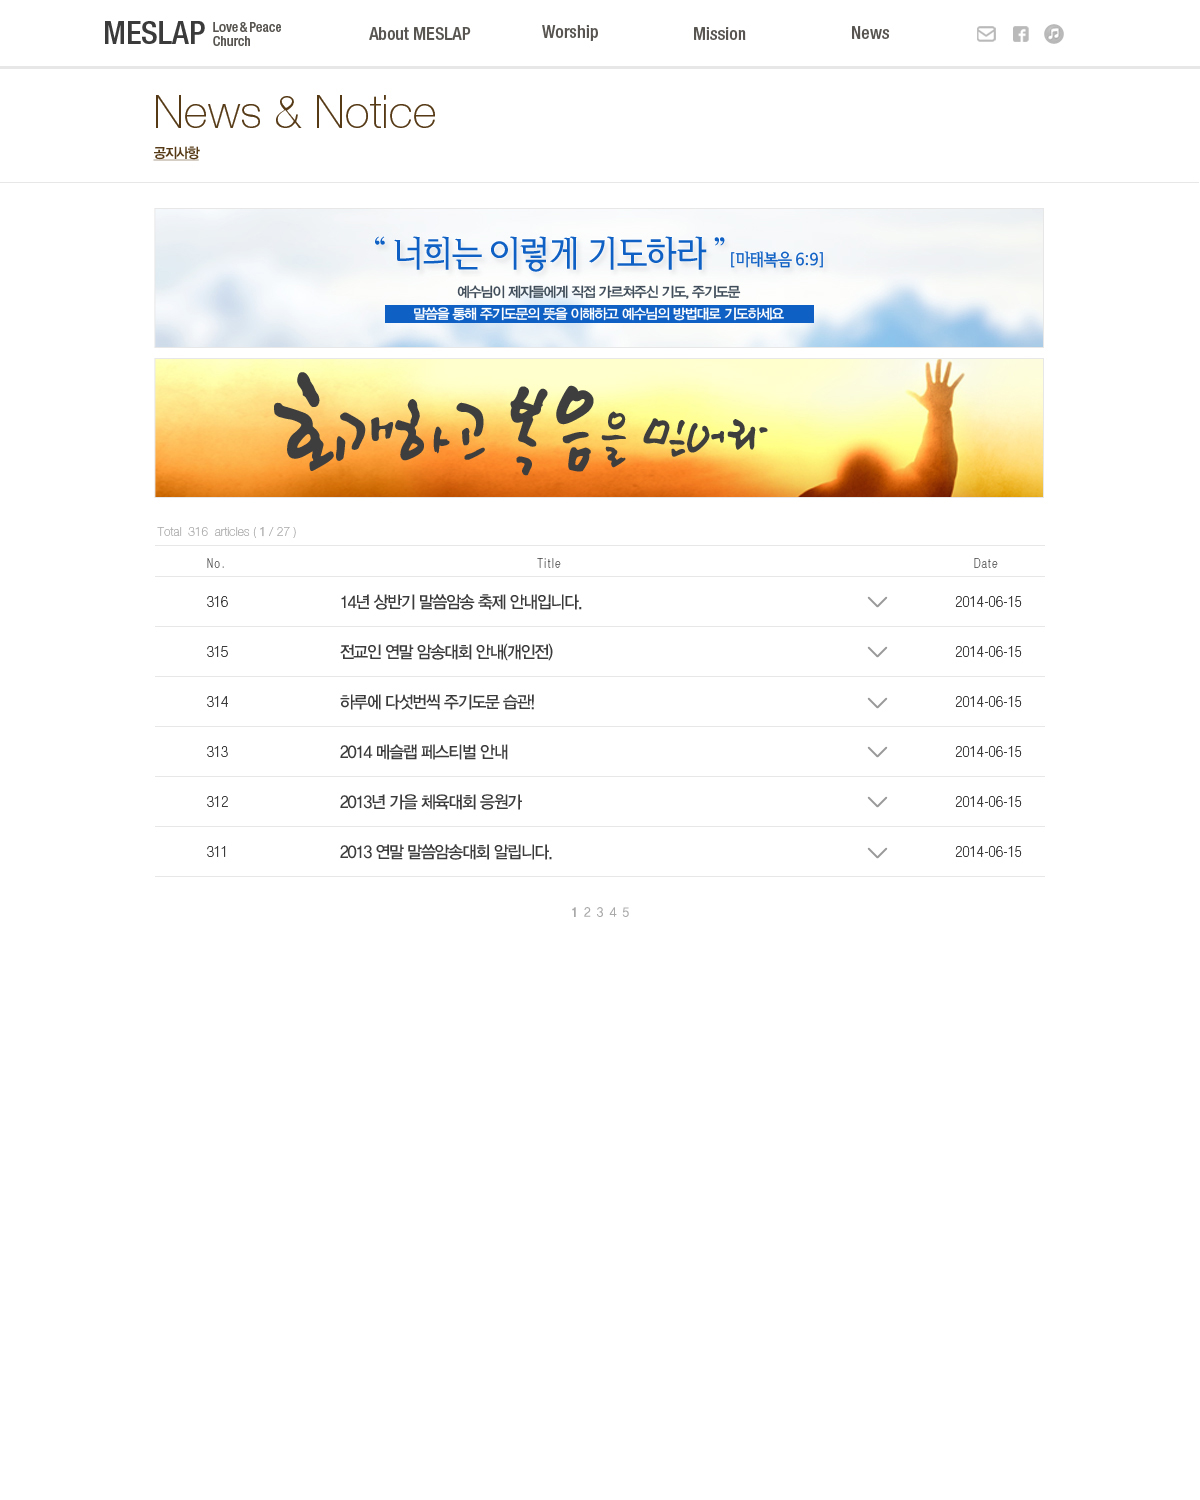 MESLAP Love & Peace
Church
About MESLAP
Worship
Mission
News
News & Notice
공지사항
“ 너희는 이렇게 기도하라 ” [마태복음 6:9]
예수님이 제자들에게 직접 가르쳐주신 기도, 주기도문
말씀을 통해 주기도문의 뜻을 이해하고 예수님의 방법대로 기도하세요
회개하고 복음을 믿어라
Total 316 articles ( 1 / 27 )
No. Title Date
316 14년 상반기 말씀암송 축제 안내입니다. 2014-06-15
315 전교인 연말 암송대회 안내(개인전) 2014-06-15
314 하루에 다섯번씩 주기도문 습관! 2014-06-15
313 2014 메슬랩 페스티벌 안내 2014-06-15
312 2013년 가을 체육대회 응원가 2014-06-15
311 2013 연말 말씀암송대회 알립니다. 2014-06-15
1 2 3 4 5